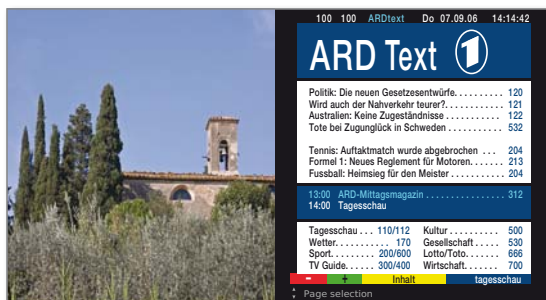 100 100 ARDtext Do 07.09.06 14:14:42
ARD Text 1
Politik: Die neuen Gesetzesentwürfe.......... 120
Wird auch der Nahverkehr teurer?............ 121
Australien: Keine Zugeständnisse ............ 122
Tote bei Zugunglück in Schweden ........... 532
Tennis: Auftaktmatch wurde abgebrochen ... 204
Formel 1: Neues Reglement für Motoren....... 213
Fussball: Heimsieg für den Meister ........... 204
13:00 ARD-Mittagsmagazin ................ 312
14:00 Tagesschau
Tagesschau ... 110/112 Kultur ......... 500
Wetter.......... 170 Gesellschaft ..... 530
Sport......... 200/600 Lotto/Toto....... 666
TV Guide...... 300/400 Wirtschaft....... 700
- + Inhalt tagesschau
Page selection